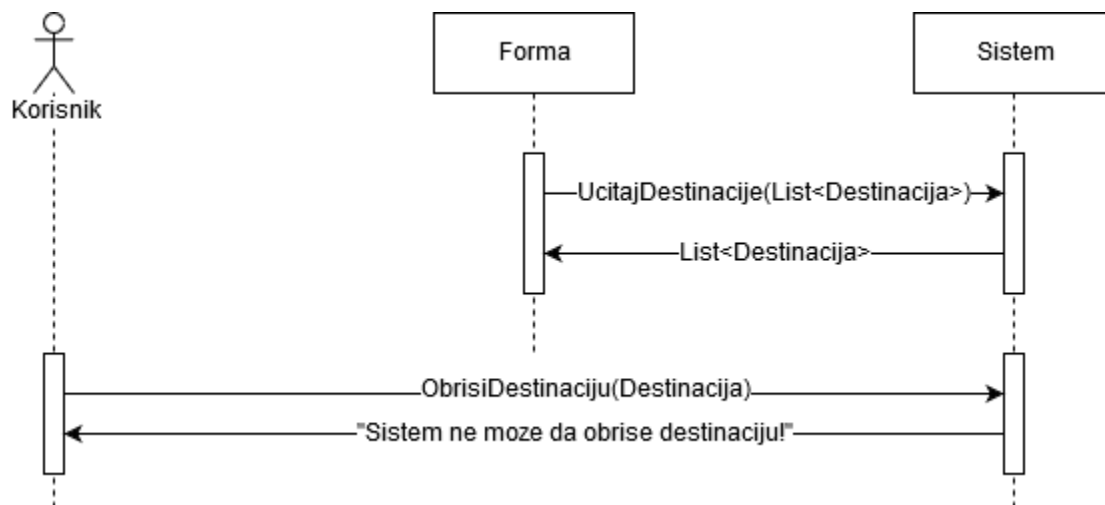 Forma
Sistem
Korisnik
UcitajDestinacije(List<Destinacija>)
List<Destinacija>
ObrisiDestinaciju(Destinacija)
"Sistem ne moze da obrise destinaciju!"